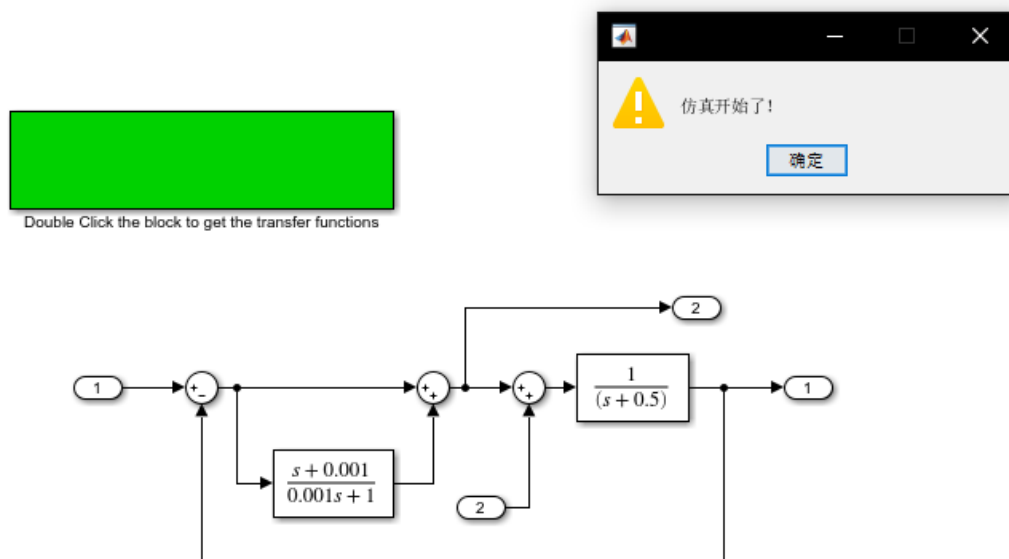 仿真开始了!
确定
Double Click the block to get the transfer functions
2
1
+
−
+
+
+
+
1
(s + 0.5)
1
s + 0.001
0.001s + 1
2